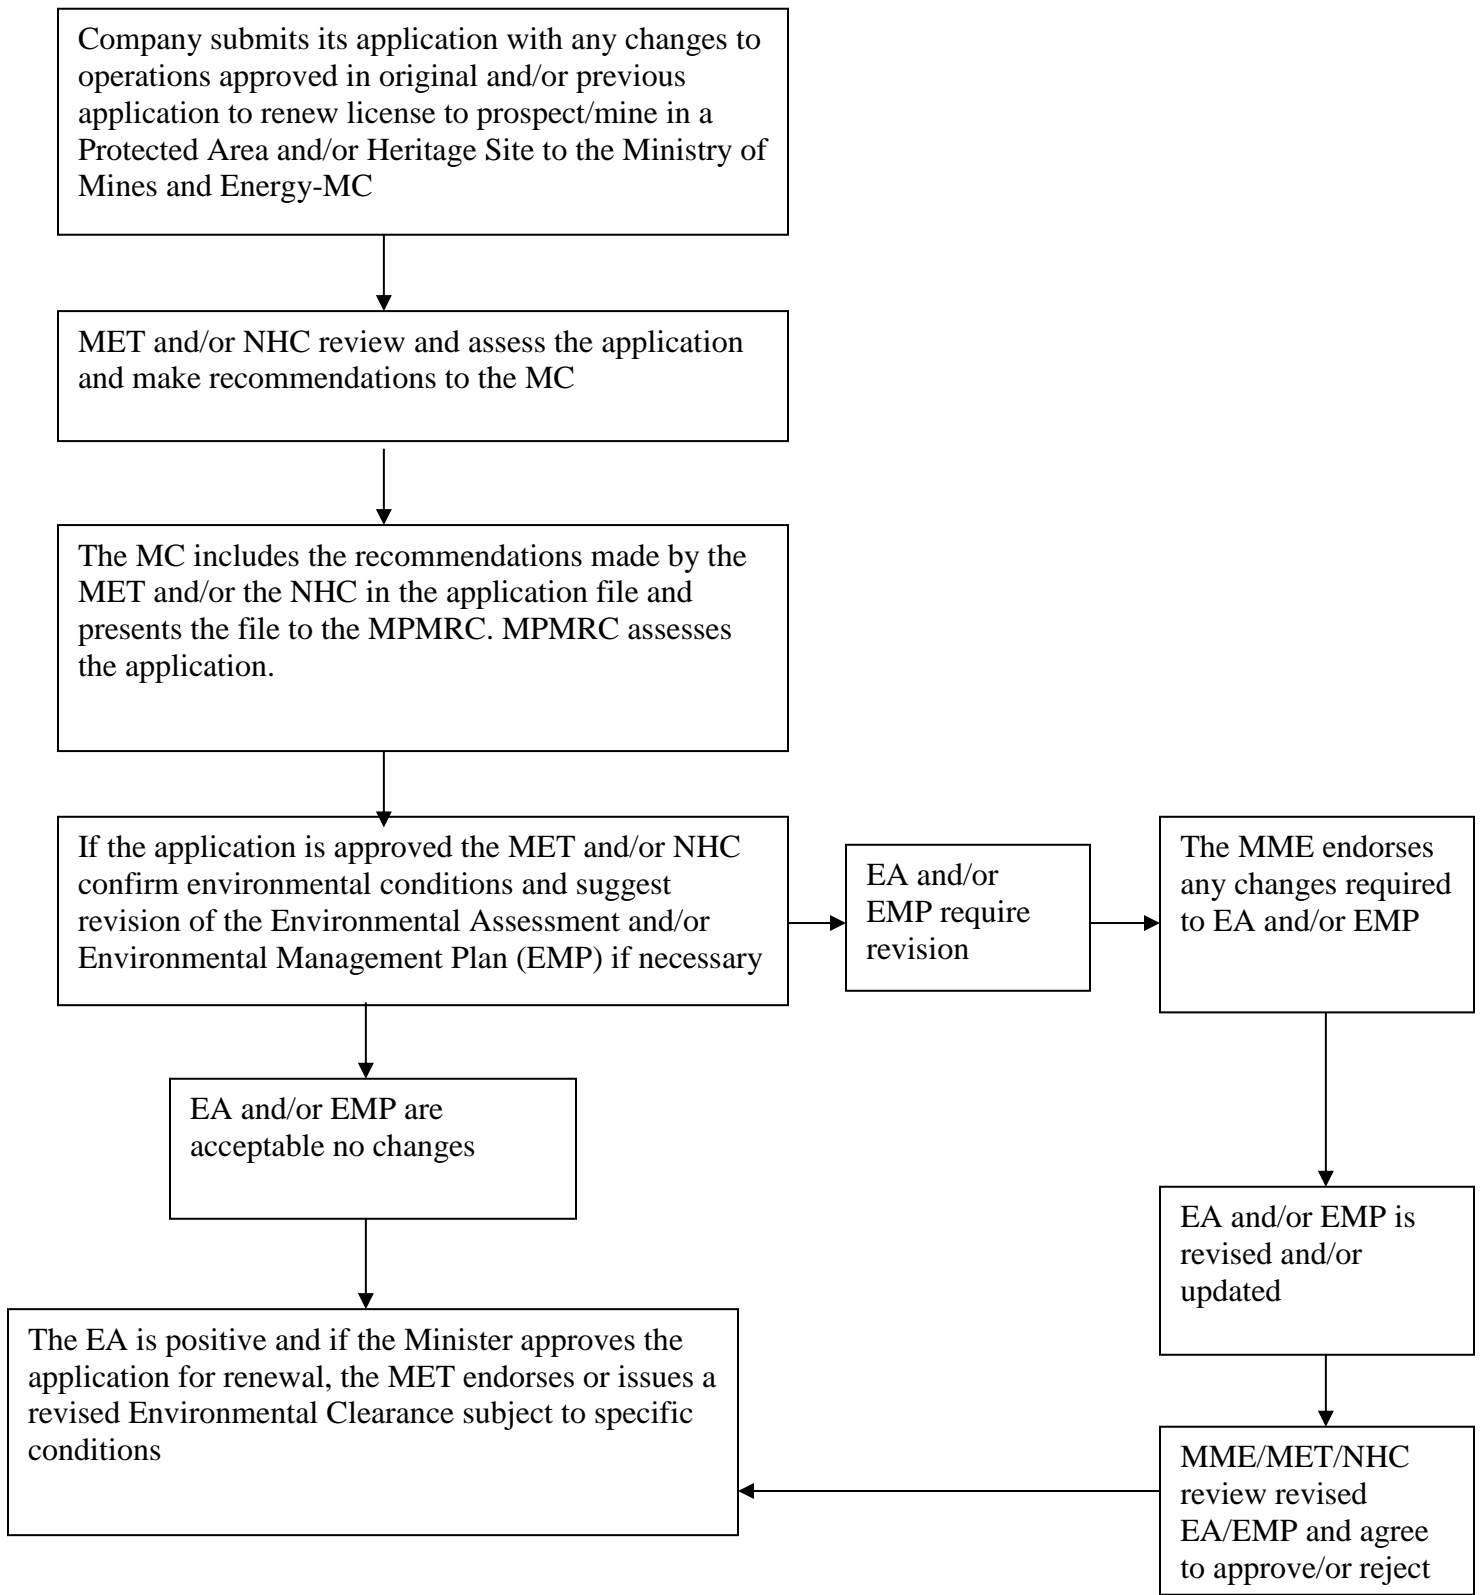 Company submits its application with any changes to
operations approved in original and/or previous
application to renew license to prospect/mine in a
Protected Area and/or Heritage Site to the Ministry of
Mines and Energy-MC
MET and/or NHC review and assess the application
and make recommendations to the MC
The MC includes the recommendations made by the
MET and/or the NHC in the application file and
presents the file to the MPMRC. MPMRC assesses
the application.
If the application is approved the MET and/or NHC
confirm environmental conditions and suggest
revision of the Environmental Assessment and/or
Environmental Management Plan (EMP) if necessary
EA and/or
EMP require
revision
The MME endorses
any changes required
to EA and/or EMP
EA and/or EMP are
acceptable no changes
EA and/or EMP is
revised and/or
updated
The EA is positive and if the Minister approves the
application for renewal, the MET endorses or issues a
revised Environmental Clearance subject to specific
conditions
MME/MET/NHC
review revised
EA/EMP and agree
to approve/or reject